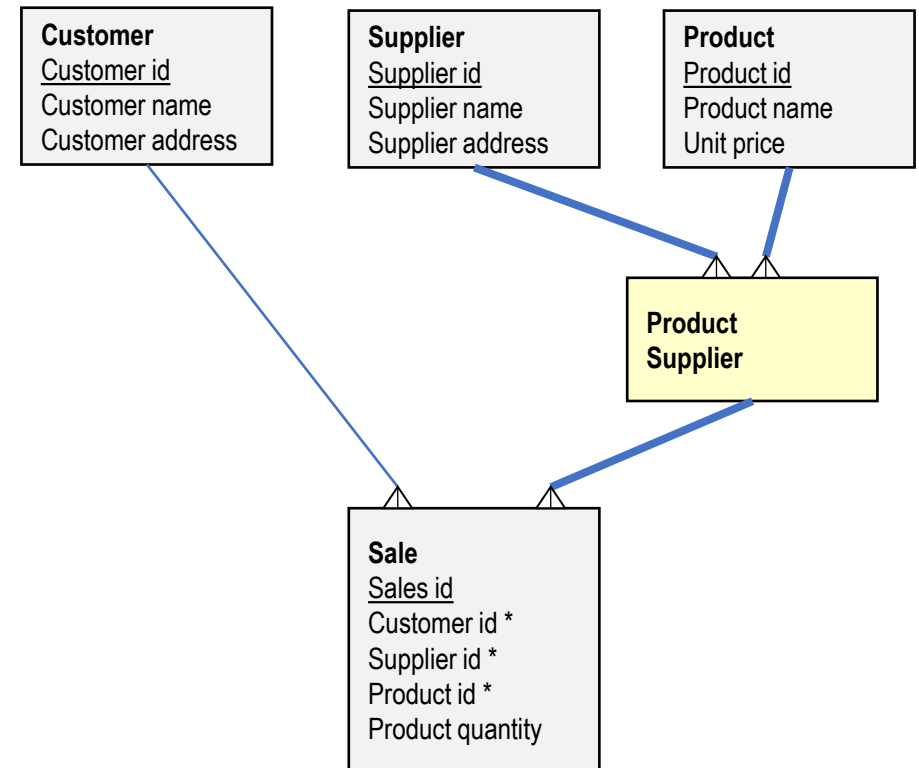 Customer
Customer id
Customer name
Customer address
Supplier
Supplier id
Supplier name
Supplier address
Product
Product id
Product name
Unit price
Product
Supplier
Sale
Sales id
Customer id *
Supplier id *
Product id *
Product quantity